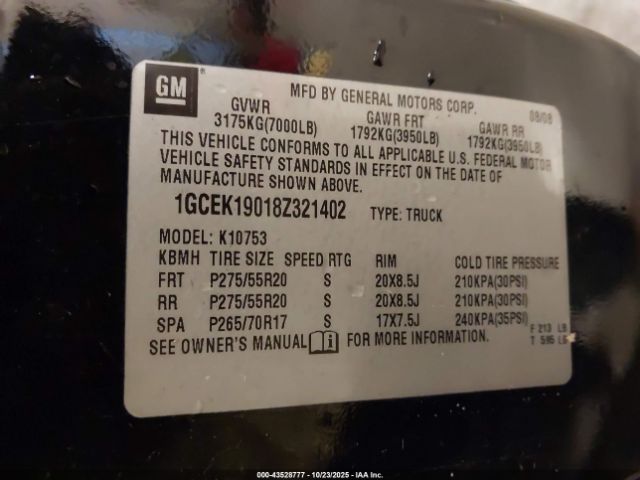 GM ®
MFD BY GENERAL MOTORS CORP. 08/08
GVWR GAWR FRT GAWR RR
3175KG(7000LB) 1792KG(3950LB) 1792KG(3950LB)
THIS VEHICLE CONFORMS TO ALL APPLICABLE U.S. FEDERAL MOTOR
VEHICLE SAFETY STANDARDS IN EFFECT ON THE DATE OF
MANUFACTURE SHOWN ABOVE.
1GCEK19018Z321402 TYPE: TRUCK
MODEL: K10753
KBMH TIRE SIZE SPEED RTG RIM COLD TIRE PRESSURE
FRT P275/55R20 S 20X8.5J 210KPA(30PSI)
RR P275/55R20 S 20X8.5J 210KPA(30PSI)
SPA P265/70R17 S 17X7.5J 240KPA(35PSI)
F 213 LB
T 595 LB
SEE OWNER'S MANUAL i FOR MORE INFORMATION.
000-43528777 - 10/23/2025 - IAA Inc.